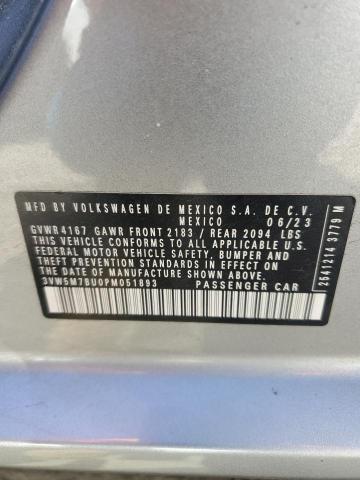 MFD BY VOLKSWAGEN DE MEXICO S.A. DE C.V.
MEXICO 06/23
GVWR 4167 GAWR FRONT 2183 / REAR 2094 LBS
THIS VEHICLE CONFORMS TO ALL APPLICABLE U.S.
FEDERAL MOTOR VEHICLE SAFETY, BUMPER AND
THEFT PREVENTION STANDARDS IN EFFECT ON THE
DATE OF MANUFACTURE SHOWN ABOVE.
3VW5M7BU0PM051893 PASSENGER CAR
2541214 3779 M